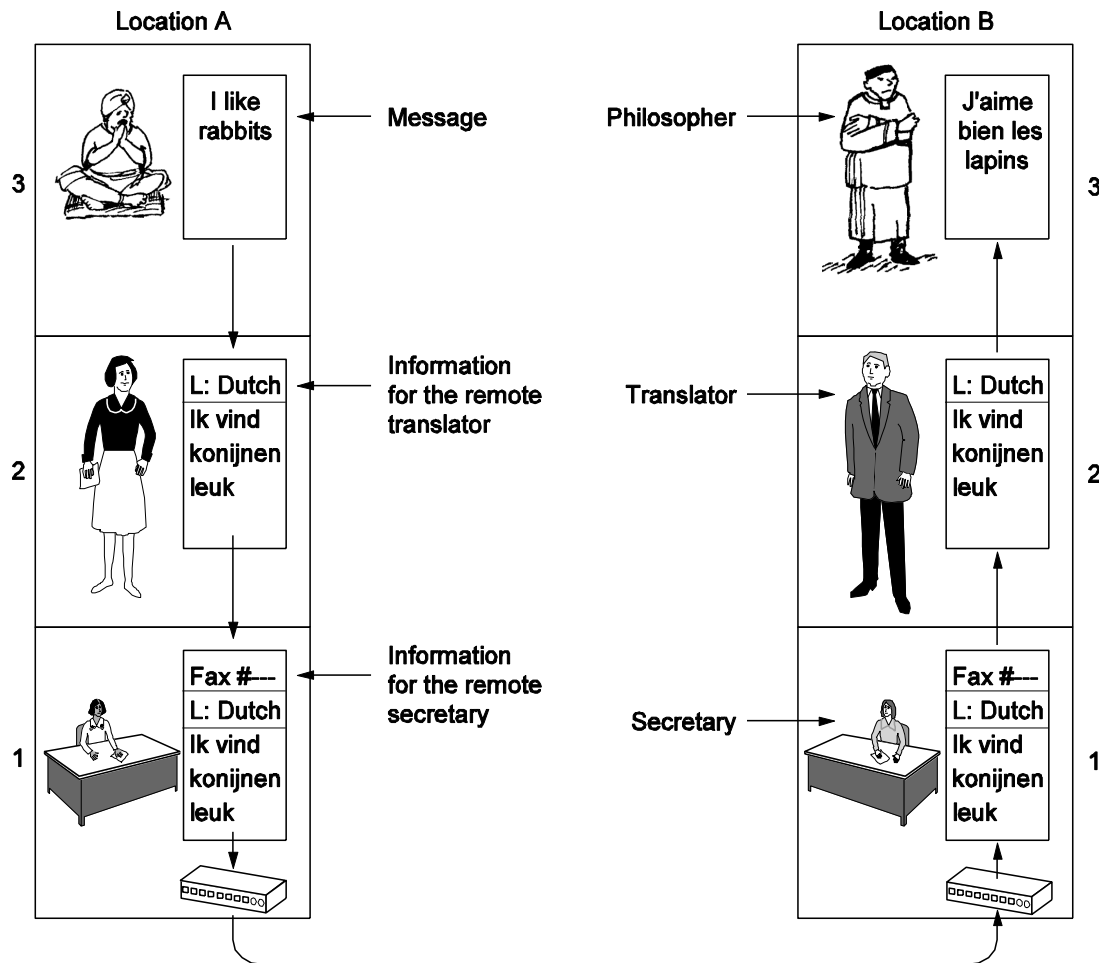 Location A
Location B
I like
rabbits
Message
Philosopher
J'aime
bien les
lapins
3
3
L: Dutch
Ik vind
konijnen
leuk
Information
for the remote
translator
Translator
L: Dutch
Ik vind
konijnen
leuk
2
2
Fax #---
L: Dutch
Ik vind
konijnen
leuk
Information
for the remote
secretary
Secretary
Fax #---
L: Dutch
Ik vind
konijnen
leuk
1
1